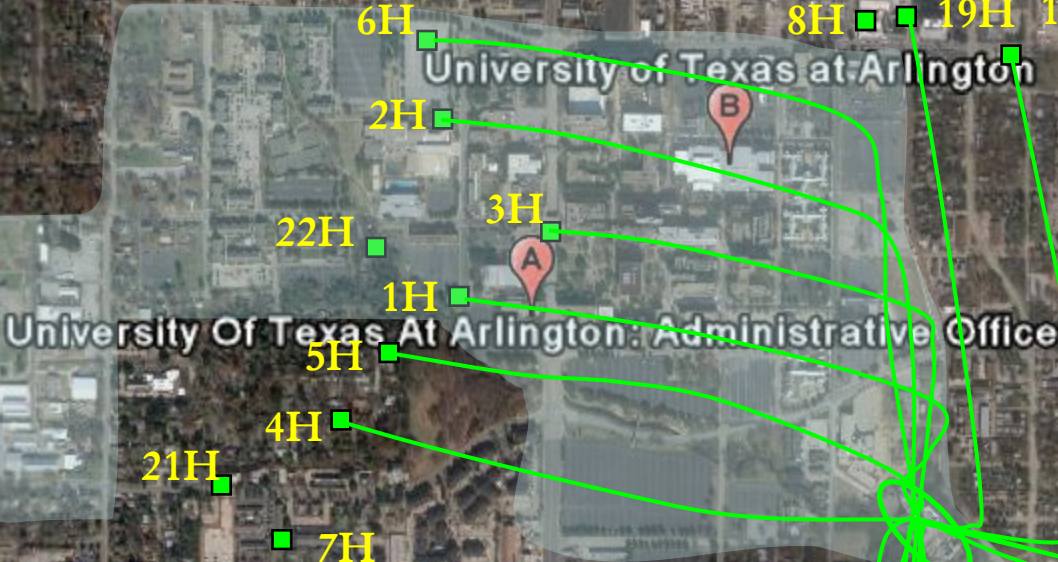 6H
8H
19H 1
University of Texas at Arlington
B
2H
3H
22H
A
1H
University Of Texas At Arlington: Administrative Office
5H
4H
21H
7H